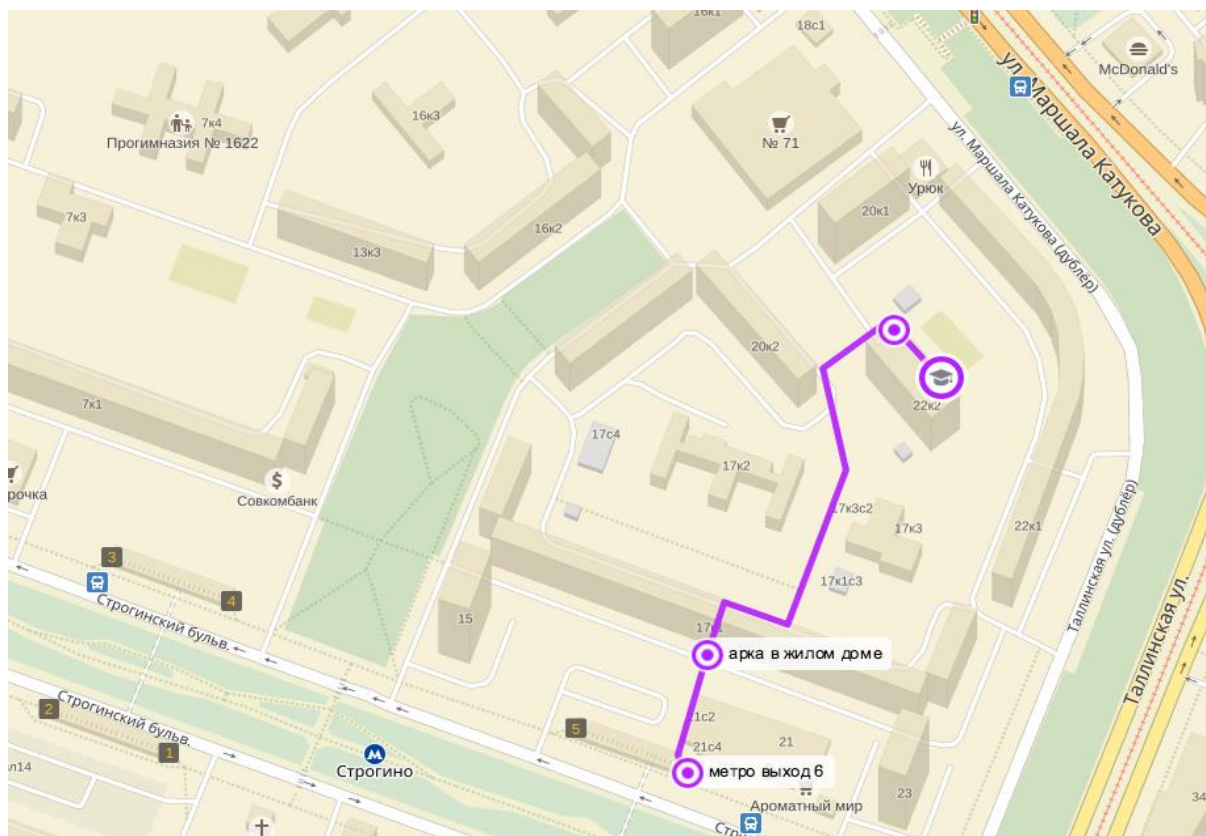 16к1
18с1
McDonald's
ул. Маршала Катукова
7к4
Прогимназия № 1622
16к3
№ 71
ул. Маршала Катукова (дублёр)
Урюк
20к1
7к3
13к3
16к2
20к2
22к2
7к1
17с4
17к2
Совкомбанк
рочка
17к3с2
17к3
22к1
Таллинская ул. (дублёр)
Таллинская ул.
3
4
17к1с3
Строгинский бульв.
15
17к1
арка в жилом доме
2
1
Строгинский бульв.
5
21с2
21с4
21
Строгино
метро выход 6
Ароматный мир
23
34